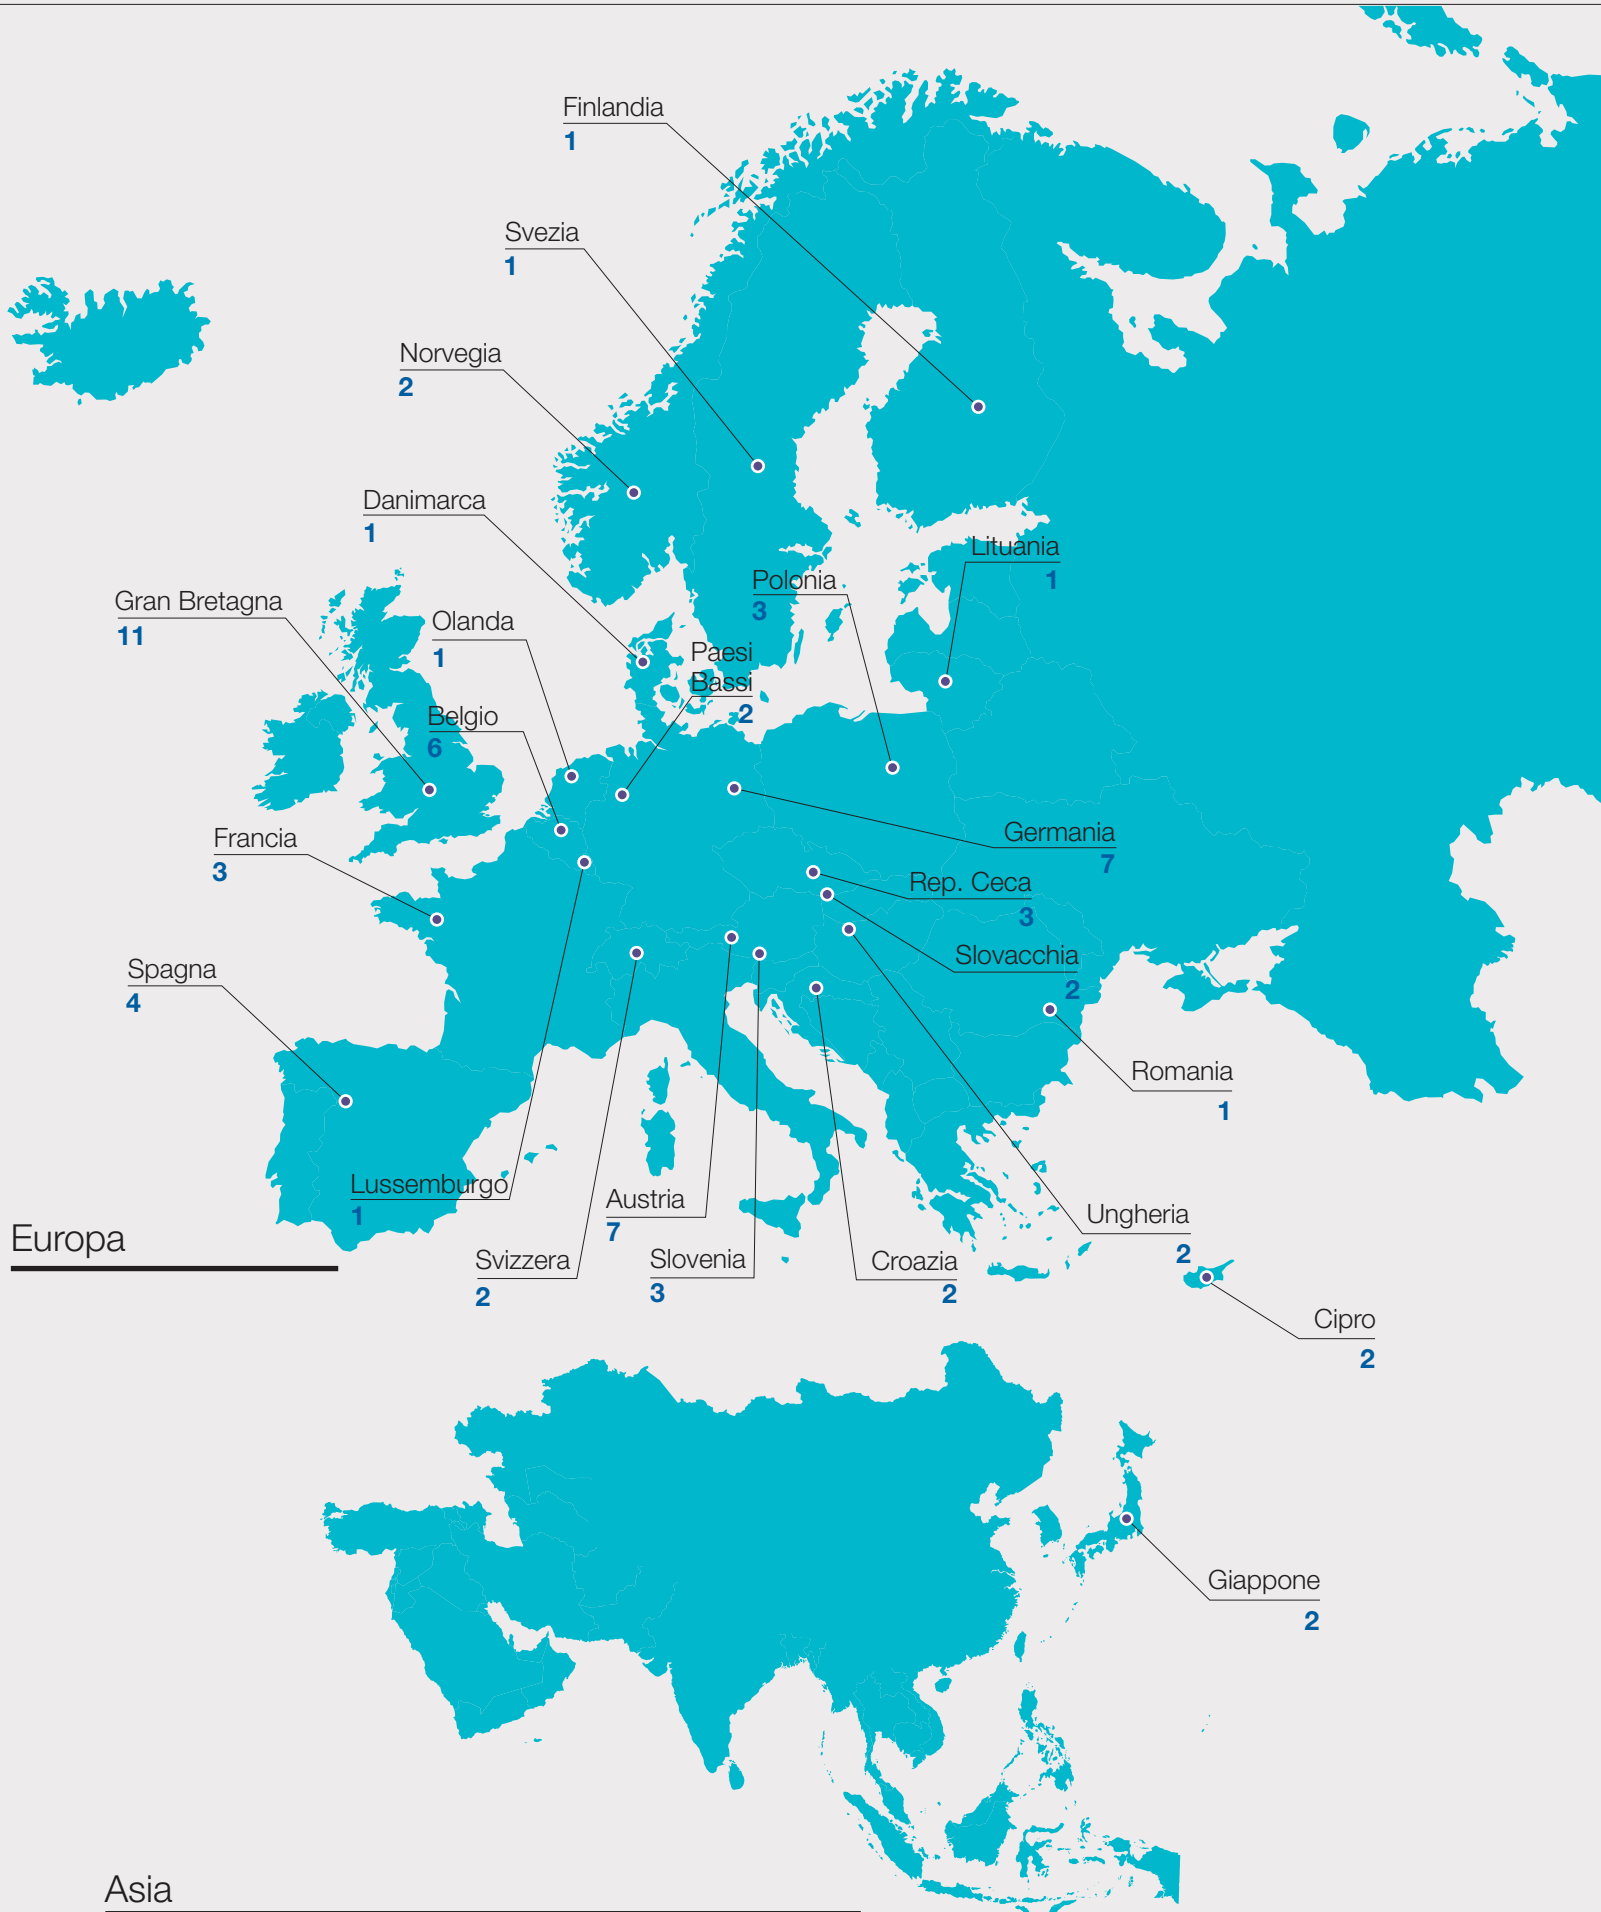 Finlandia
1
Svezia
1
Norvegia
2
Danimarca
1
Lituania
1
Polonia
3
Gran Bretagna
11
Olanda
1
Paesi
Bassi
2
Belgio
6
Francia
3
Germania
7
Rep. Ceca
3
Slovacchia
2
Spagna
4
Romania
1
Lussemburgo
1
Austria
7
Ungheria
2
Europa
Svizzera
2
Slovenia
3
Croazia
2
Cipro
2
Giappone
2
Asia